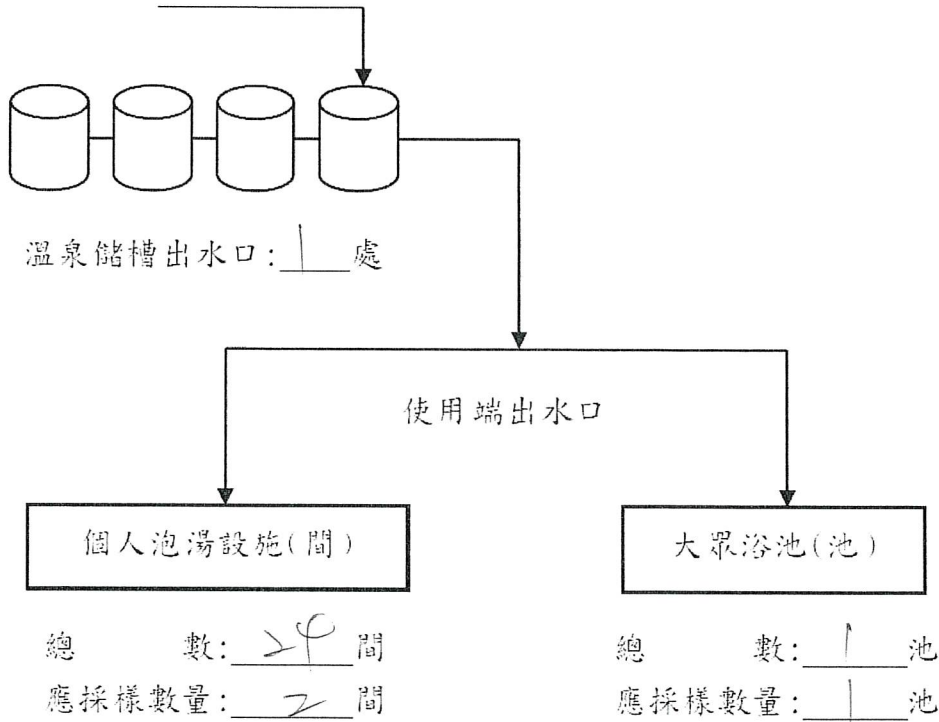 溫泉儲槽出水口:1處
使用端出水口
個人泡湯設施(間)
大眾浴池(池)
總數:24間
應採樣數量:2間
總數:1池
應採樣數量:1池